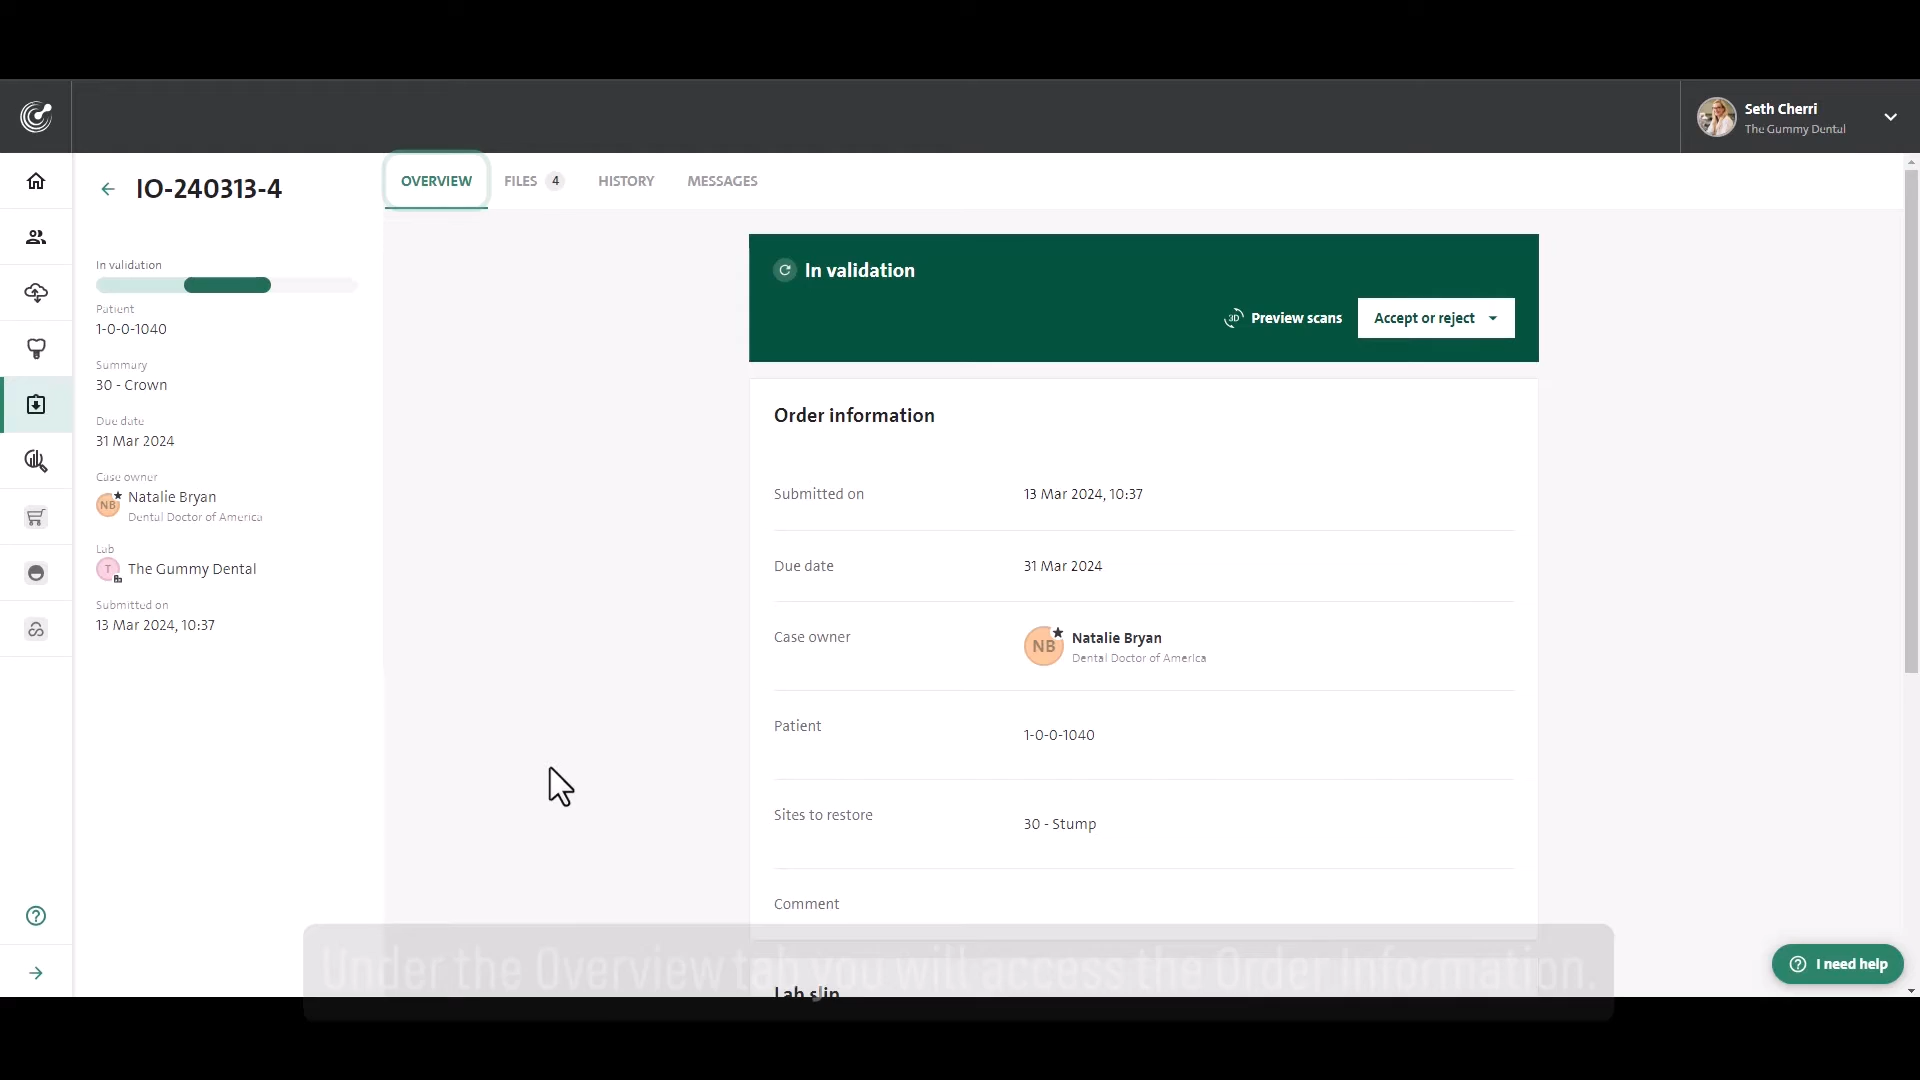 Seth Cherri
The Gummy Dental
IO-240313-4
OVERVIEW
FILES 4
HISTORY
MESSAGES
In validation
Patient
1-0-0-1040
Summary
30 - Crown
Due date
31 Mar 2024
Case owner
NB
Natalie Bryan
Dental Doctor of America
Lab
T
The Gummy Dental
Submitted on
13 Mar 2024, 10:37
In validation
3D Preview scans
Accept or reject
Order information
Submitted on 13 Mar 2024, 10:37
Due date 31 Mar 2024
Case owner
NB
Natalie Bryan
Dental Doctor of America
Patient 1-0-0-1040
Sites to restore 30 - Stump
Comment
Under the Overview tab you will access the Order Information.
Lab slip
I need help